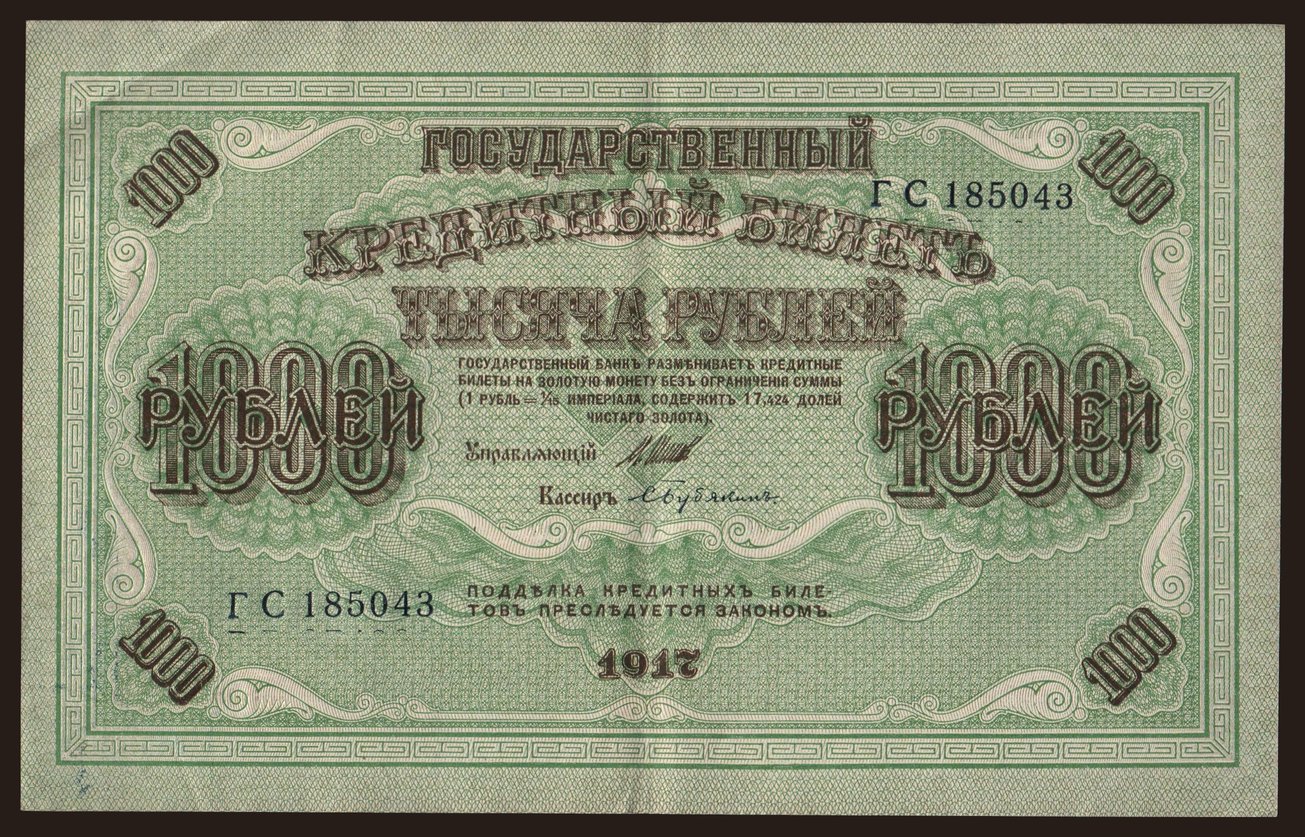 1000
1000
ГОСУДАРСТВЕННЫЙ
ГС 185043
КРЕДИТНЫЙ БИЛЕТЪ
ТЫСЯЧА РУБЛЕЙ
1000
РУБЛЕЙ
1000
РУБЛЕЙ
ГОСУДАРСТВЕННЫЙ БАНКЪ РАЗМѢНИВАЕТЪ КРЕДИТНЫЕ
БИЛЕТЫ НА ЗОЛОТУЮ МОНЕТУ БЕЗЪ ОГРАНИЧЕНІЯ СУММЫ
(1 РУБЛЬ = 1/15 ИМПЕРІАЛА, СОДЕРЖИТЪ 17,424 ДОЛЕЙ
ЧИСТАГО ЗОЛОТА).
Управляющій
Кассиръ
ПОДДѢЛКА КРЕДИТНЫХЪ БИЛЕ-
ТОВЪ ПРЕСЛѢДУЕТСЯ ЗАКОНОМЪ.
ГС 185043
1000
1000
1917